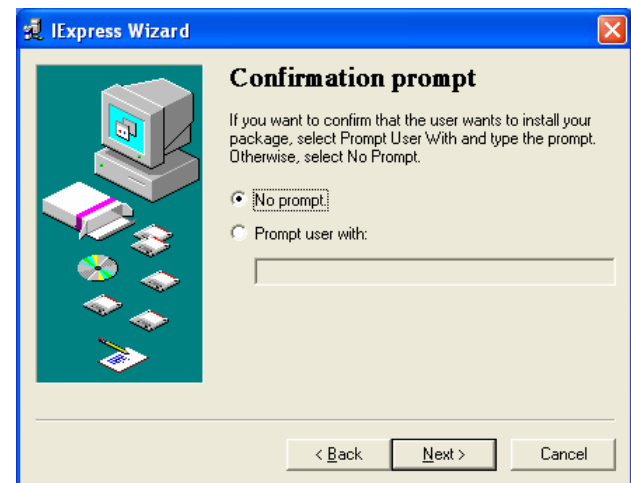 IExpress Wizard
Confirmation prompt
If you want to confirm that the user wants to install your
package, select Prompt User With and type the prompt.
Otherwise, select No Prompt.
No prompt.
Prompt user with:
< Back Next > Cancel